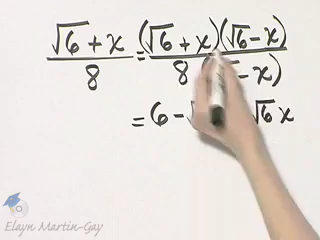 (√6 + x)/8 = (√6 + x)(√6 - x)/8 - x)
= 6 - √6 x
Elayn Martin-Gay